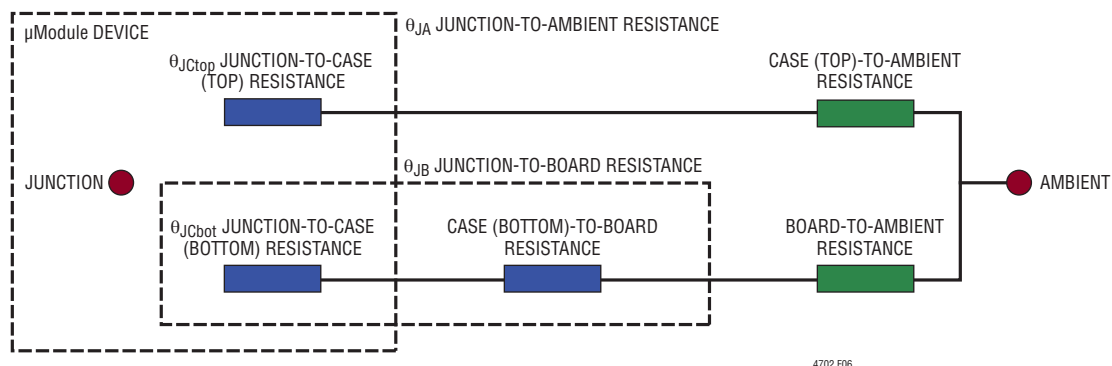 θJA JUNCTION-TO-AMBIENT RESISTANCE
µModule DEVICE
θJCtop JUNCTION-TO-CASE
(TOP) RESISTANCE
CASE (TOP)-TO-AMBIENT
RESISTANCE
θJB JUNCTION-TO-BOARD RESISTANCE
JUNCTION
AMBIENT
θJCbot JUNCTION-TO-CASE
(BOTTOM) RESISTANCE
CASE (BOTTOM)-TO-BOARD
RESISTANCE
BOARD-TO-AMBIENT
RESISTANCE
4702 F06